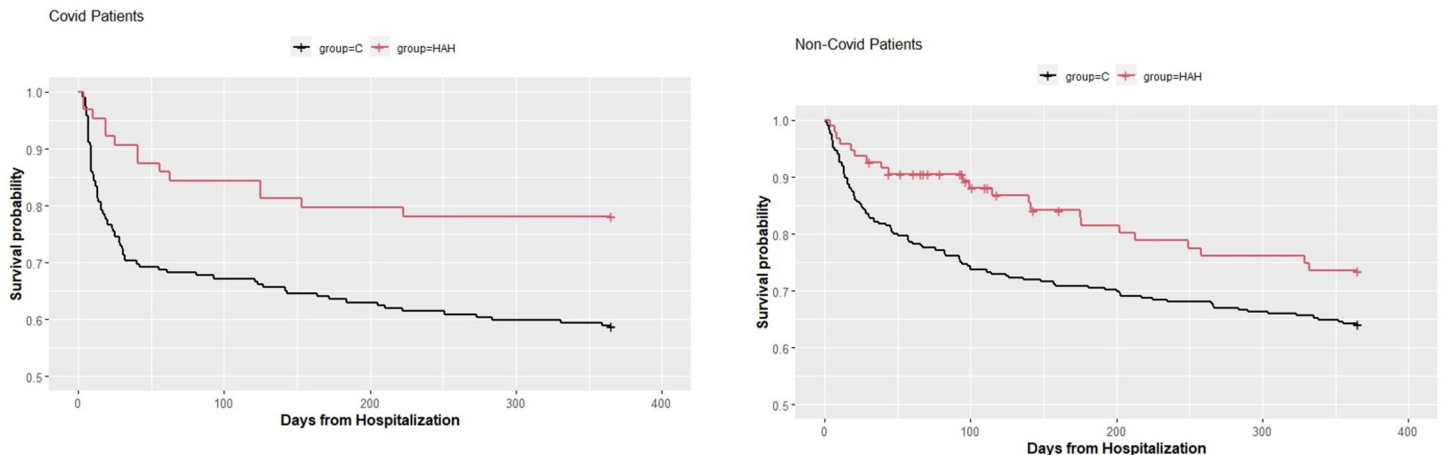 Covid Patients
group=C group=HAH
Survival probability
1.0
0.9
0.8
0.7
0.6
0.5
0 100 200 300 400
Days from Hospitalization
Non-Covid Patients
group=C group=HAH
Survival probability
1.0
0.9
0.8
0.7
0.6
0.5
0 100 200 300 400
Days from Hospitalization